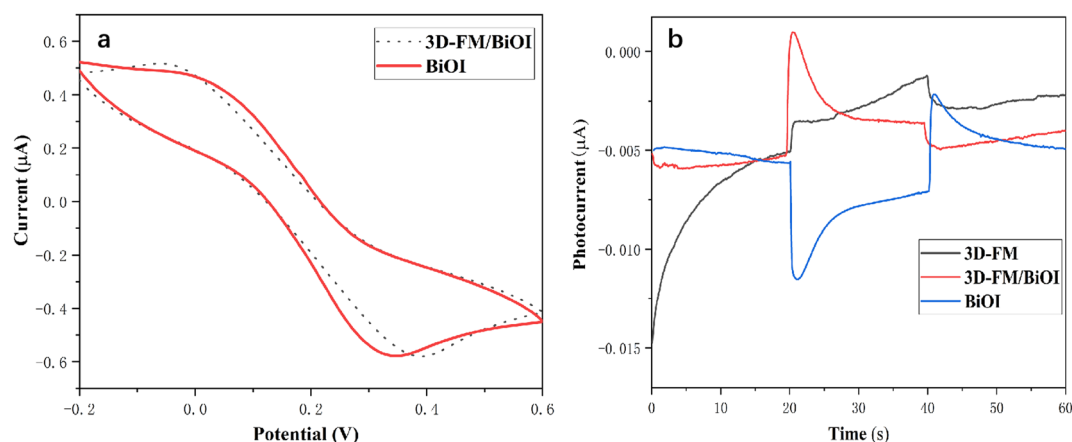 a
3D-FM/BiOI
BiOI
0.6
0.4
0.2
0.0
-0.2
-0.4
-0.6
-0.2
0.0
0.2
0.4
0.6
Current (μA)
Potential (V)
b
0.000
-0.005
-0.010
-0.015
3D-FM
3D-FM/BiOI
BiOI
0
10
20
30
40
50
60
Photocurrent (μA)
Time (s)